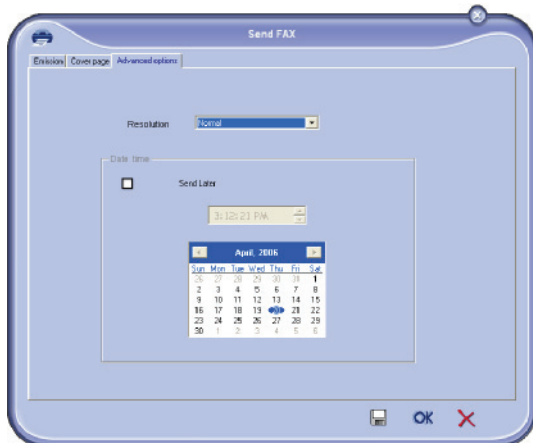 Send FAX
Emission Cover page Advanced options
Resolution Normal
Date time
Send Later
3:12:21 PM
April, 2006
Sun Mon Tue Wed Thu Fri Sat
26 27 28 29 30 31 1
2 3 4 5 6 7 8
9 10 11 12 13 14 15
16 17 18 19 20 21 22
23 24 25 26 27 28 29
30 1 2 3 4 5 6
OK